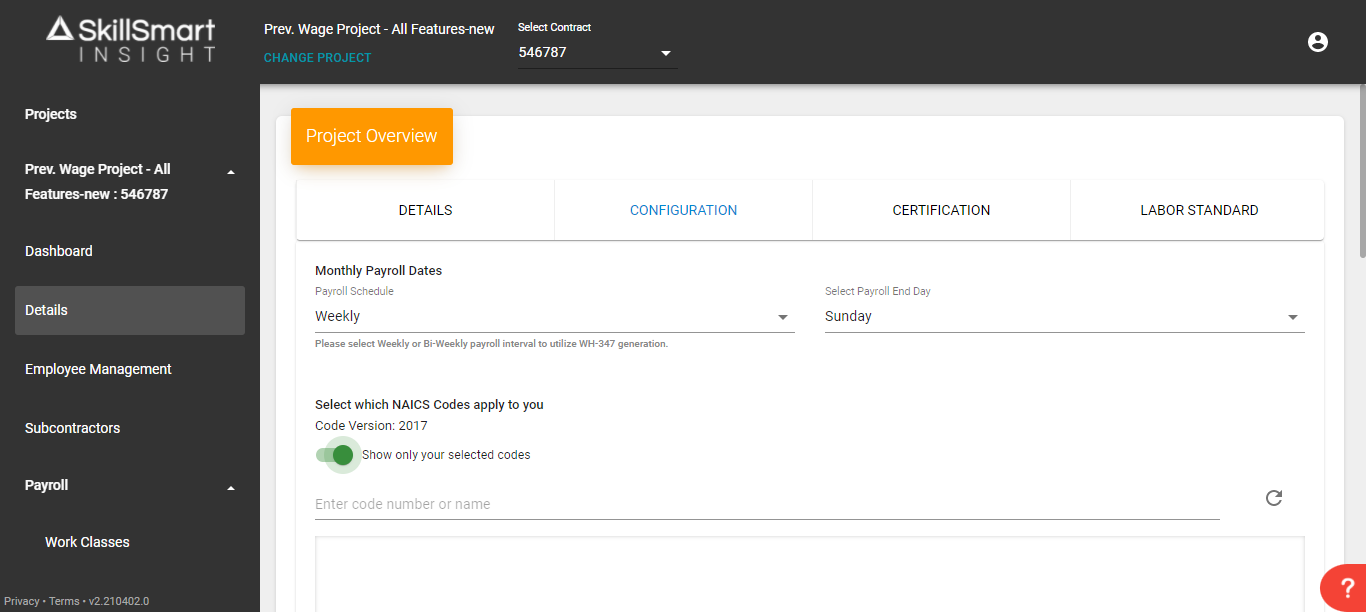 SkillSmart
INSIGHT
Prev. Wage Project - All Features-new
CHANGE PROJECT
Select Contract
546787
Projects
Prev. Wage Project - All
Features-new : 546787
Dashboard
Details
Employee Management
Subcontractors
Payroll
Work Classes
Privacy • Terms • v2.210402.0
Project Overview
DETAILS
CONFIGURATION
CERTIFICATION
LABOR STANDARD
Monthly Payroll Dates
Payroll Schedule
Weekly
Please select Weekly or Bi-Weekly payroll interval to utilize WH-347 generation.
Select Payroll End Day
Sunday
Select which NAICS Codes apply to you
Code Version: 2017
Show only your selected codes
Enter code number or name
?